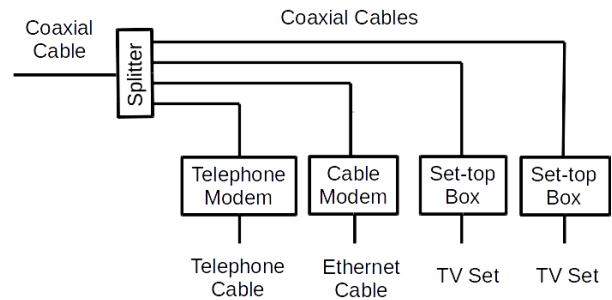 Coaxial Cables
Coaxial
Cable
Splitter
Telephone
Modem
Cable
Modem
Set-top
Box
Set-top
Box
Telephone
Cable
Ethernet
Cable
TV Set
TV Set